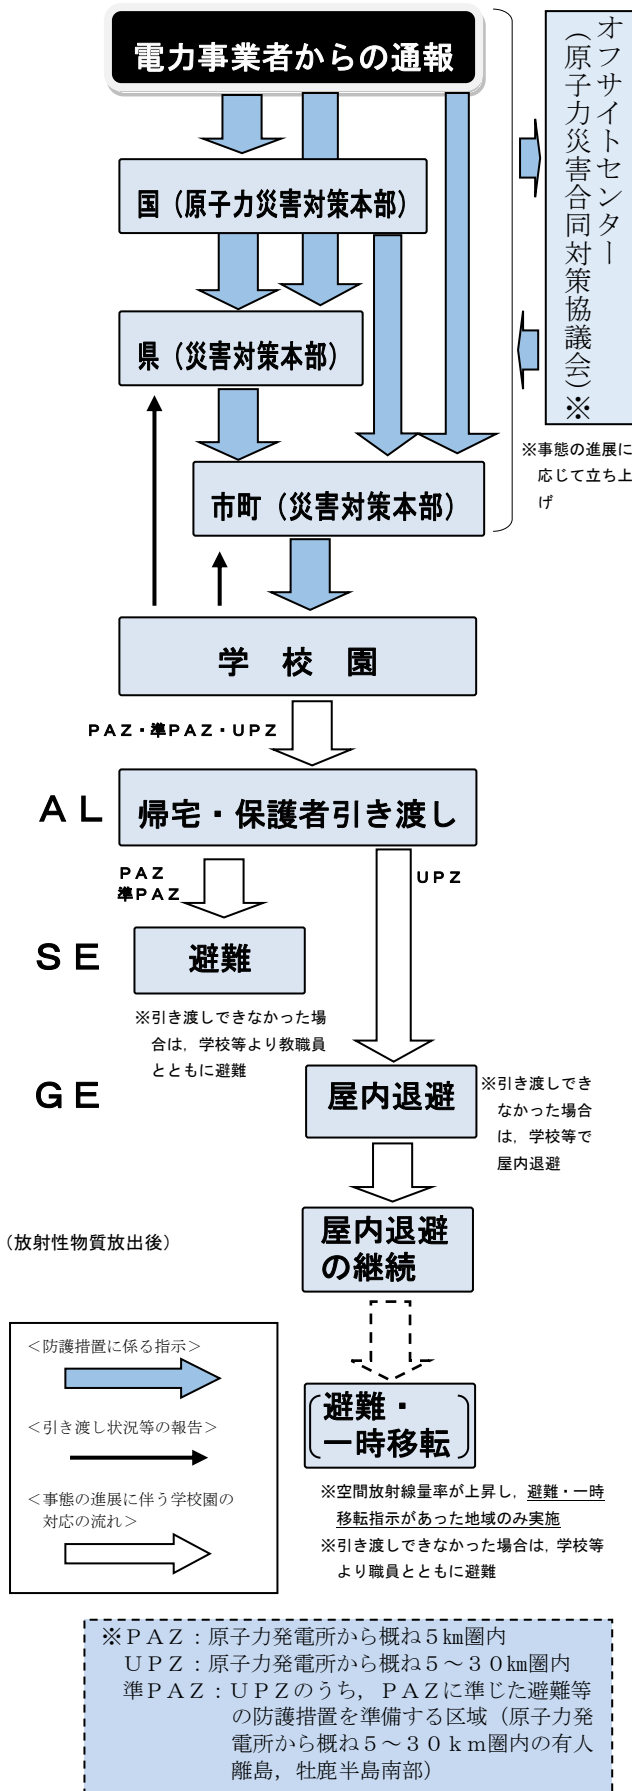 電力事業者からの通報
オフサイトセンター
（原子力災害合同対策協議会）※
国（原子力災害対策本部）
県（災害対策本部）
※事態の進展に
応じて立ち上
げ
市町（災害対策本部）
学　校　園
ＰＡＺ・準ＰＡＺ・ＵＰＺ
ＡＬ
帰宅・保護者引き渡し
ＰＡＺ
準ＰＡＺ
ＵＰＺ
ＳＥ
避難
※引き渡しできなかった場
合は，学校等より教職員
とともに避難
ＧＥ
屋内退避
※引き渡しでき
なかった場合
は，学校等で
屋内退避
（放射性物質放出後）
屋内退避
の継続
＜防護措置に係る指示＞
＜引き渡し状況等の報告＞
＜事態の進展に伴う学校園の
対応の流れ＞
避難・
一時移転
※空間放射線量率が上昇し，避難・一時
移転指示があった地域のみ実施
※引き渡しできなかった場合は，学校等
より職員とともに避難
※ＰＡＺ：原子力発電所から概ね５㎞圏内
ＵＰＺ：原子力発電所から概ね５～３０㎞圏内
準ＰＡＺ：ＵＰＺのうち，ＰＡＺに準じた避難等
の防護措置を準備する区域（原子力発
電所から概ね５～３０ｋｍ圏内の有人
離島，牡鹿半島南部）